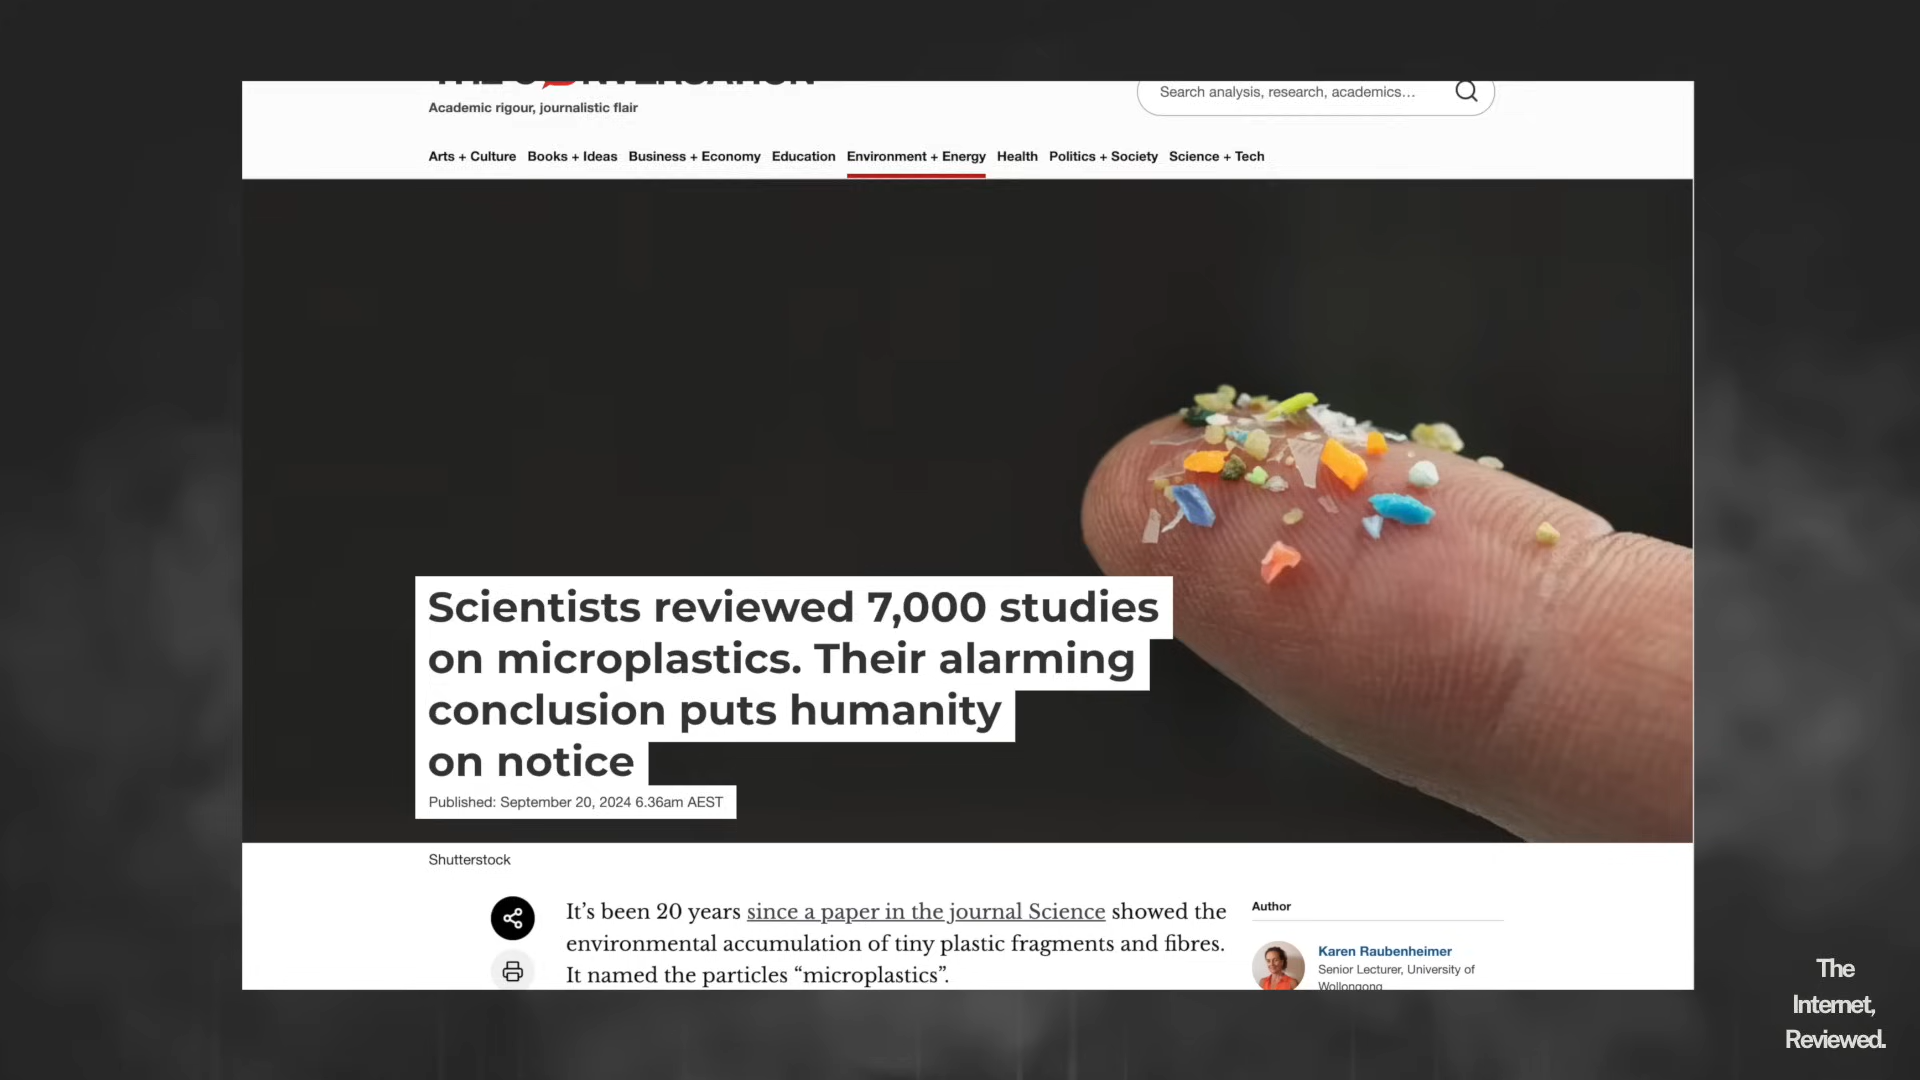 THE CONVERSATION
Academic rigour, journalistic flair
Search analysis, research, academics...
Arts + Culture Books + Ideas Business + Economy Education Environment + Energy Health Politics + Society Science + Tech
Scientists reviewed 7,000 studies
on microplastics. Their alarming
conclusion puts humanity
on notice
Published: September 20, 2024 6.36am AEST
Shutterstock
It’s been 20 years since a paper in the journal Science showed the
environmental accumulation of tiny plastic fragments and fibres.
It named the particles “microplastics”.
Author
Karen Raubenheimer
Senior Lecturer, University of
Wollongong
The
Internet,
Reviewed.